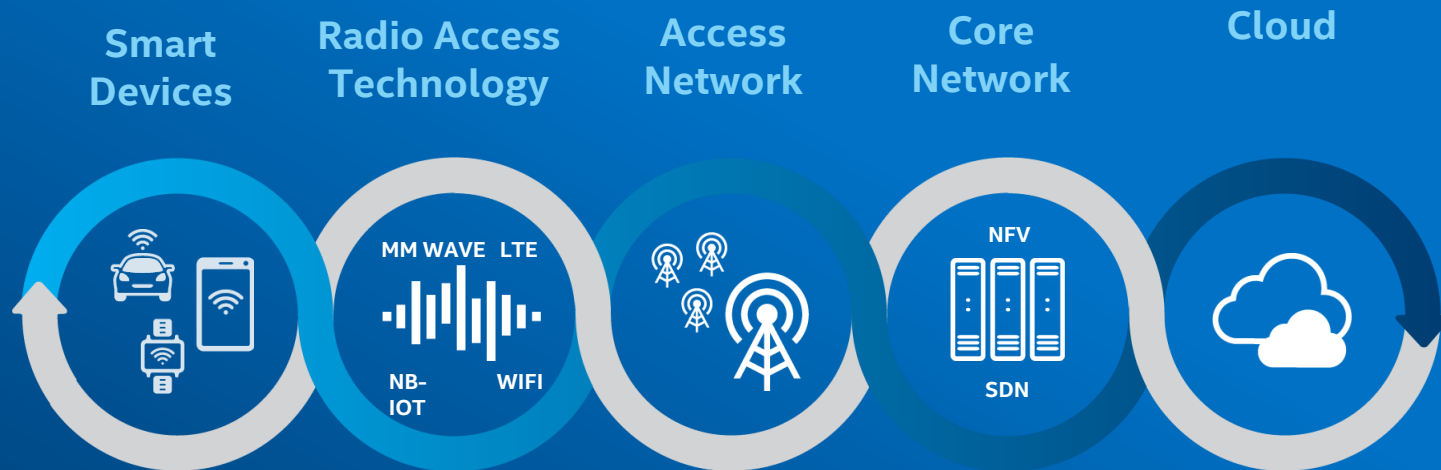 Smart
Devices
Radio Access
Technology
Access
Network
Core
Network
Cloud
MM WAVE LTE
NB-
IOT
WIFI
NFV
SDN